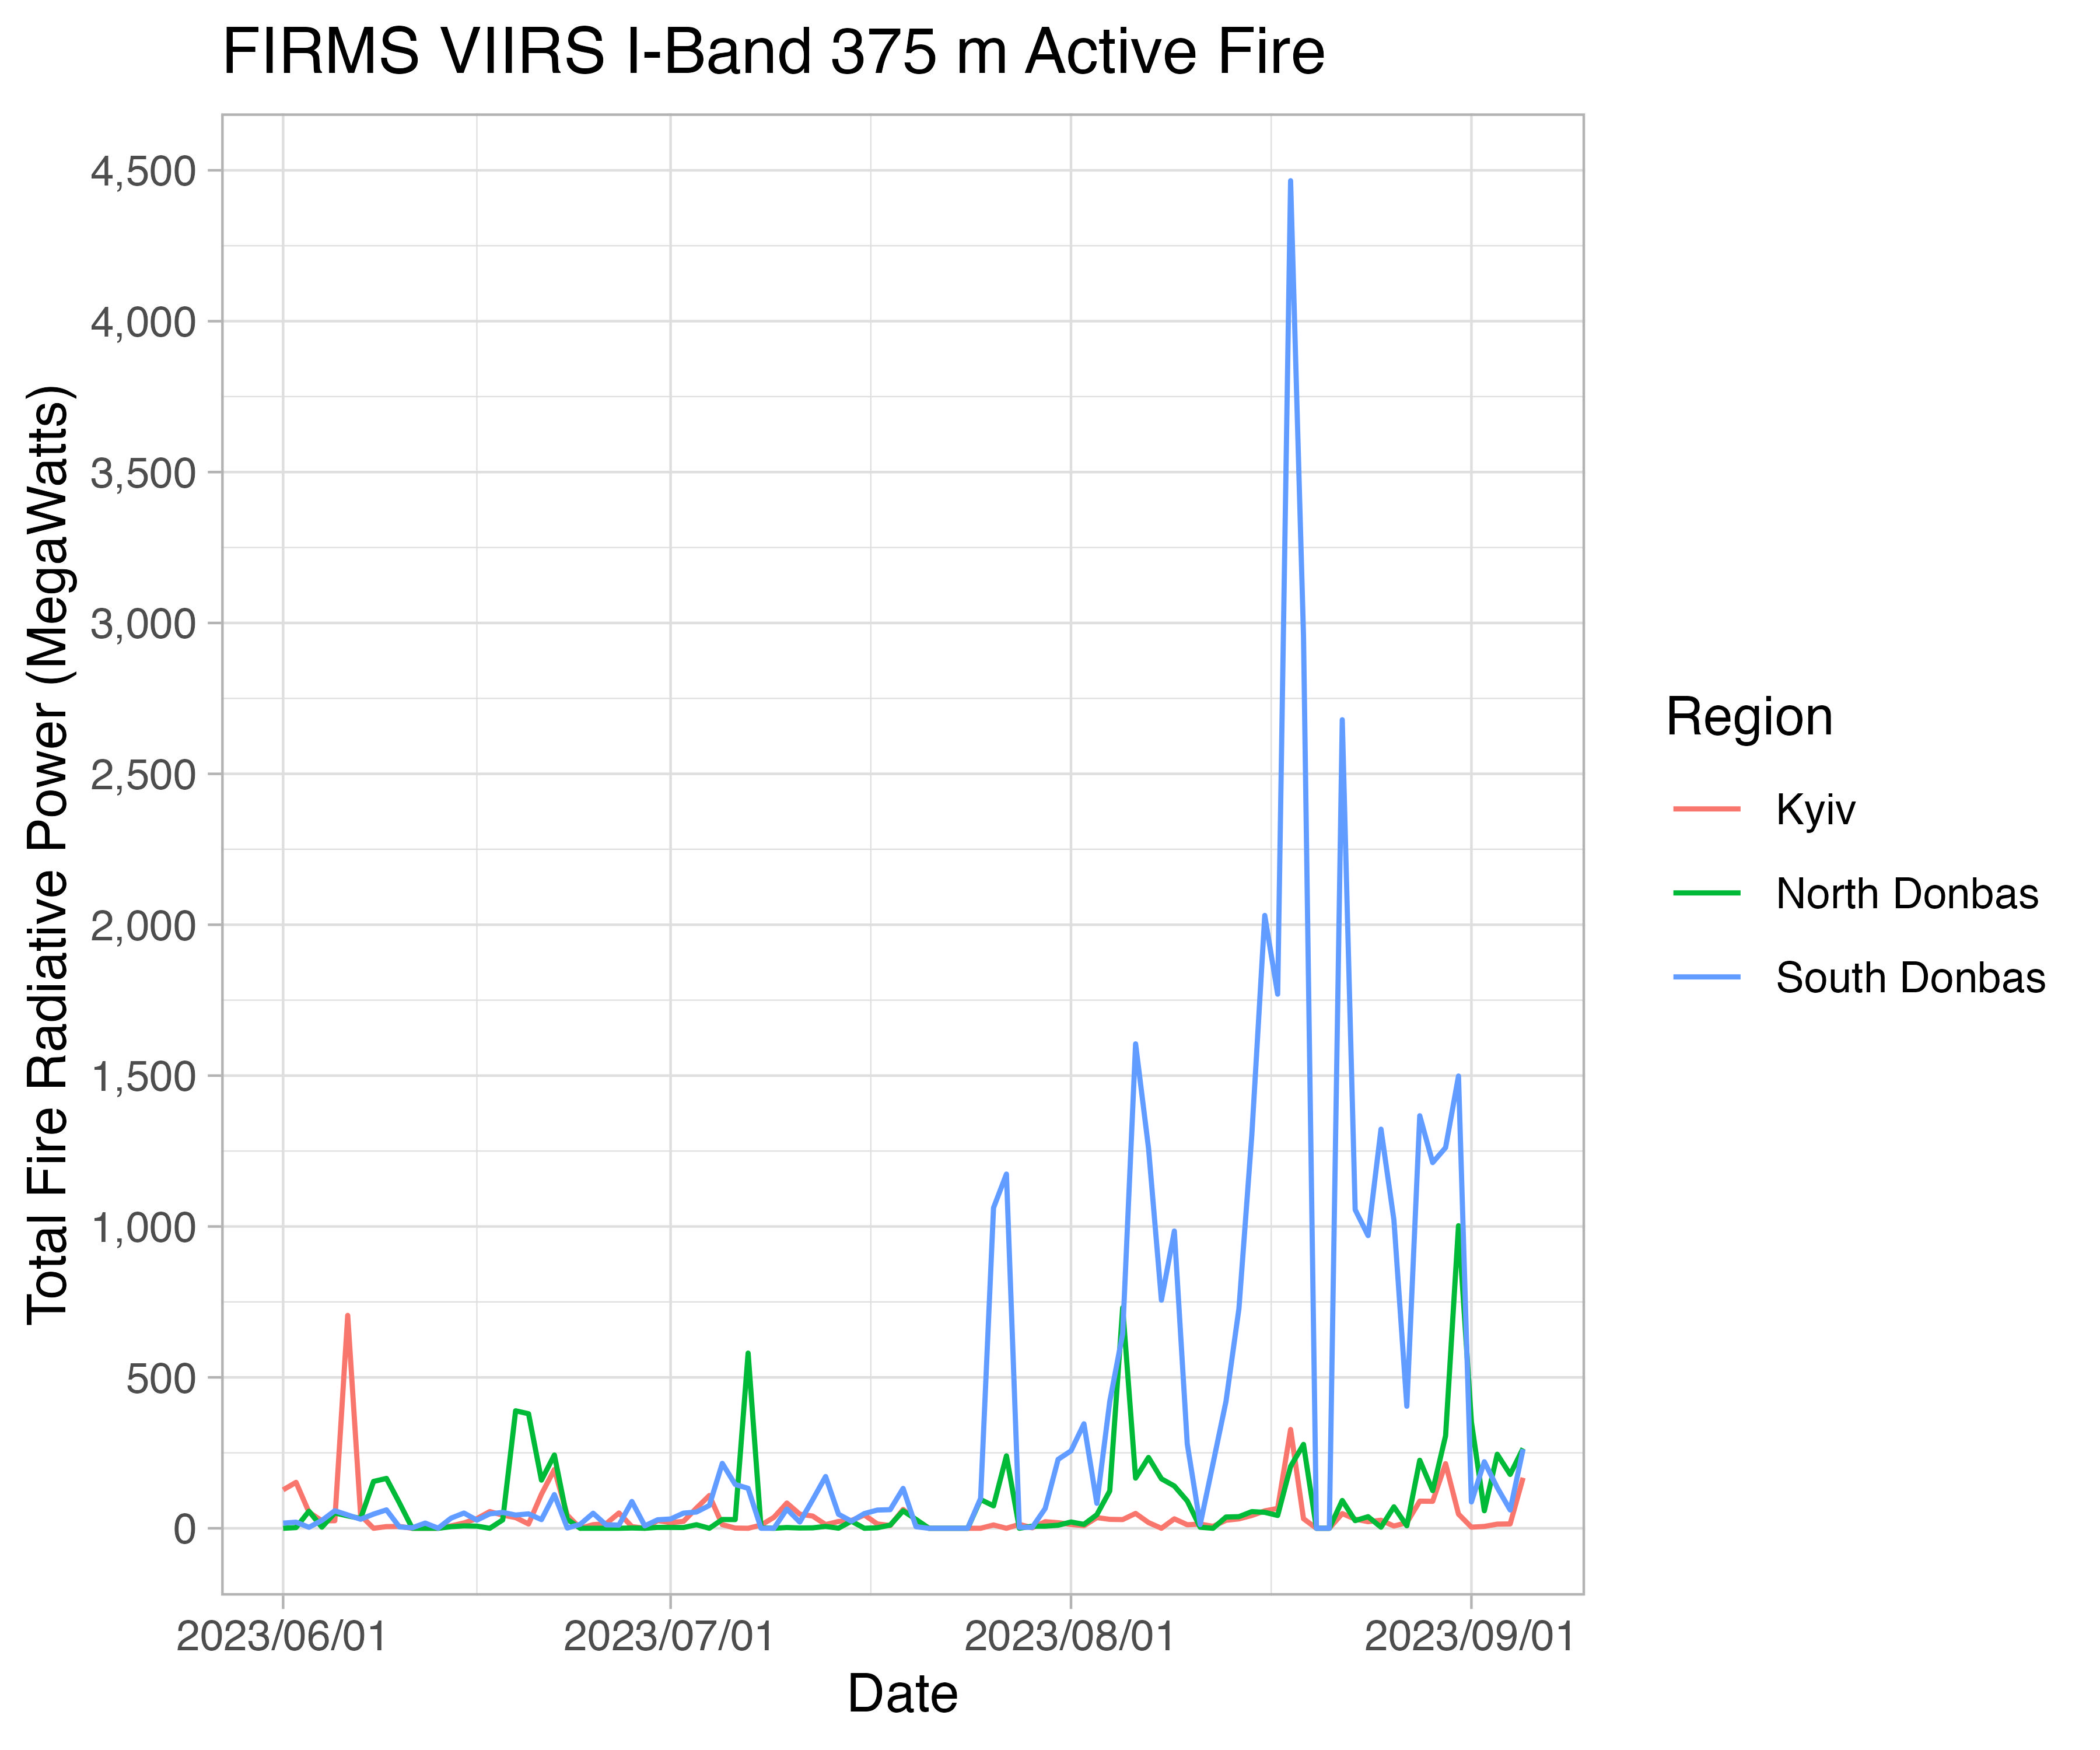 FIRMS VIIRS I-Band 375 m Active Fire
Total Fire Radiative Power (MegaWatts)
4,500
4,000
3,500
3,000
2,500
2,000
1,500
1,000
500
0
2023/06/01 2023/07/01 2023/08/01 2023/09/01
Date
Region
Kyiv
North Donbas
South Donbas